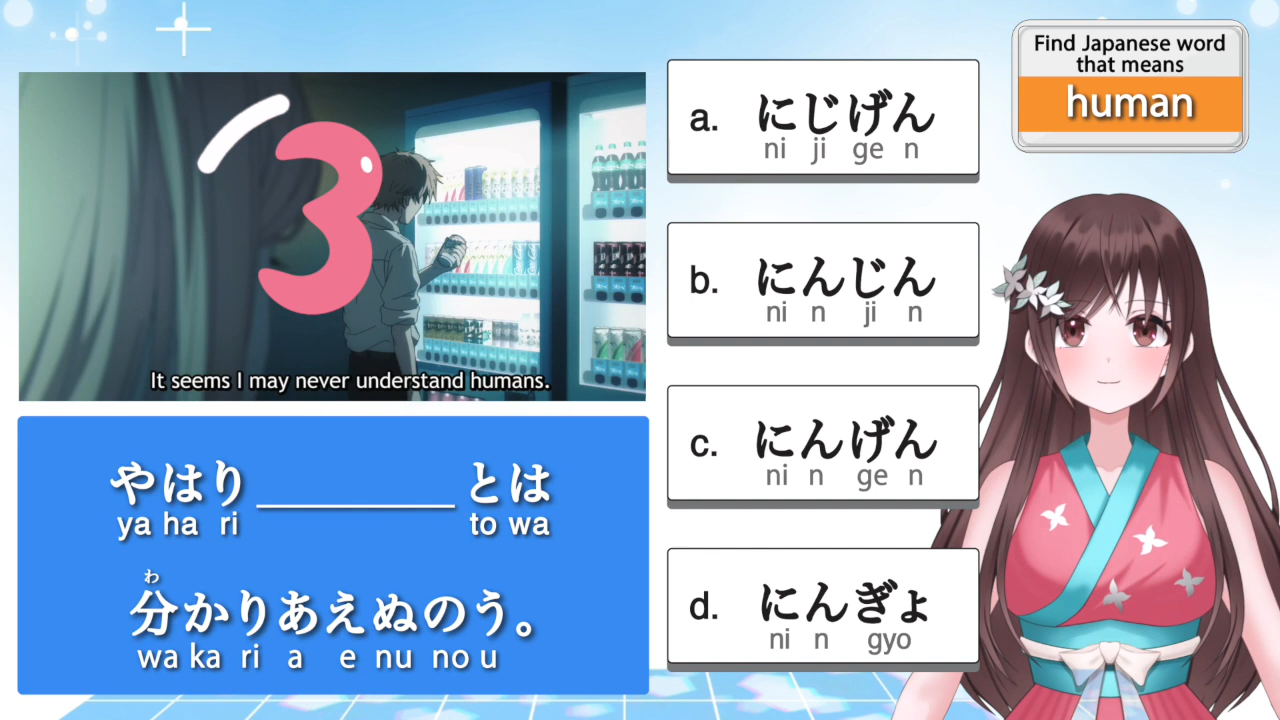 Find Japanese word
that means
human
3
It seems I may never understand humans.
やはり________とは
ya ha ri to wa
わ
分かりあえぬのう。
wa ka ri a e nu no u
a. にじげん
ni ji ge n
b. にんじん
ni n ji n
c. にんげん
ni n ge n
d. にんぎょ
ni n gyo